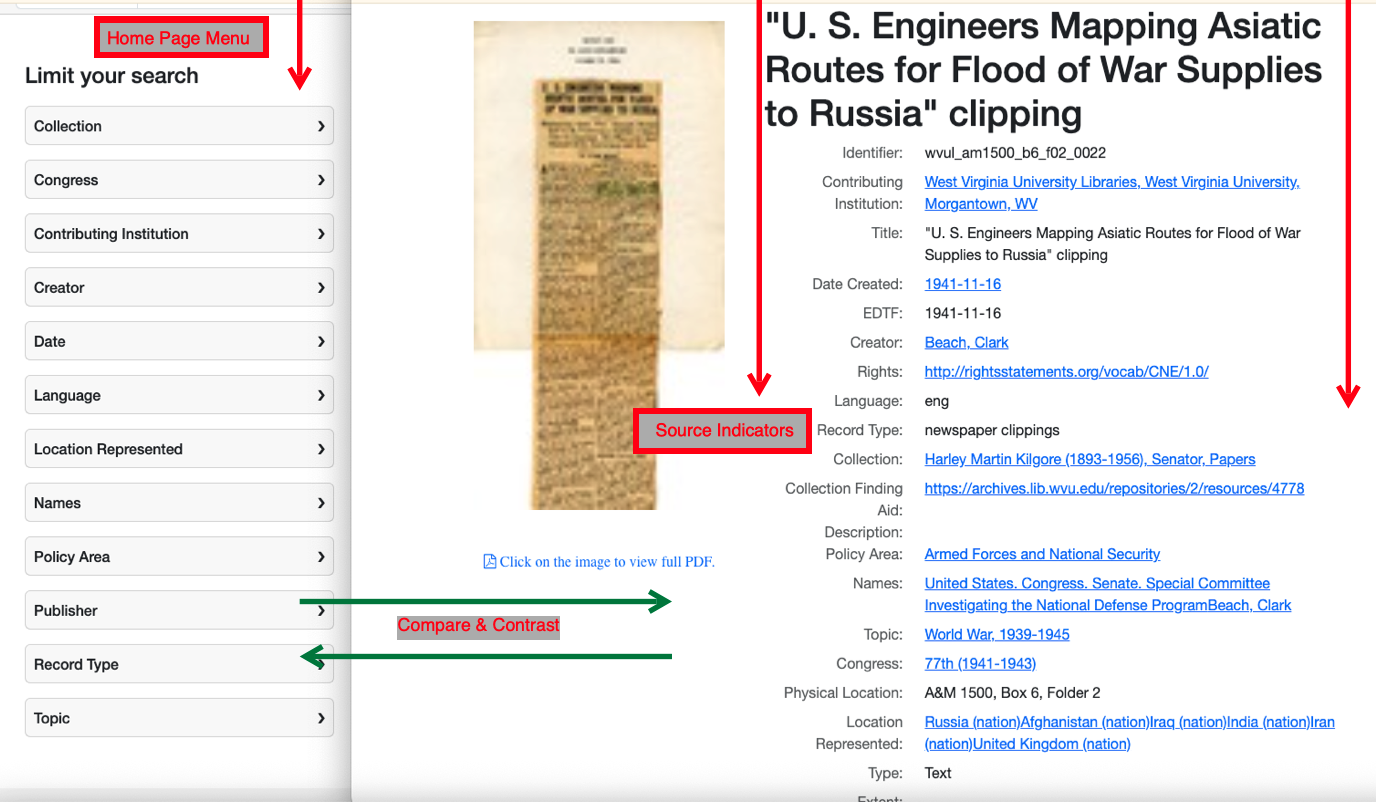 Home Page Menu
Limit your search
Collection
Congress
Contributing Institution
Creator
Date
Language
Location Represented
Names
Policy Area
Publisher
Record Type
Topic
Click on the image to view full PDF.
Compare & Contrast
Source Indicators
"U. S. Engineers Mapping Asiatic
Routes for Flood of War Supplies
to Russia" clipping
Identifier: wvul_am1500_b6_f02_0022
Contributing West Virginia University Libraries, West Virginia University,
Institution: Morgantown, WV
Title: "U. S. Engineers Mapping Asiatic Routes for Flood of War
Supplies to Russia" clipping
Date Created: 1941-11-16
EDTF: 1941-11-16
Creator: Beach, Clark
Rights: http://rightsstatements.org/vocab/CNE/1.0/
Language: eng
Record Type: newspaper clippings
Collection: Harley Martin Kilgore (1893-1956), Senator, Papers
Collection Finding https://archives.lib.wvu.edu/repositories/2/resources/4778
Aid:
Description:
Policy Area: Armed Forces and National Security
Names: United States. Congress. Senate. Special Committee
Investigating the National Defense ProgramBeach, Clark
Topic: World War, 1939-1945
Congress: 77th (1941-1943)
Physical Location: A&M 1500, Box 6, Folder 2
Location Russia (nation)Afghanistan (nation)Iraq (nation)India (nation)Iran
Represented: (nation)United Kingdom (nation)
Type: Text
Extent: